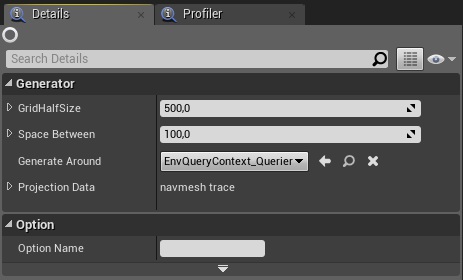 Details
Profiler
Search Details
Generator
GridHalfSize 500,0
Space Between 100,0
Generate Around EnvQueryContext_Querier
Projection Data navmesh trace
Option
Option Name